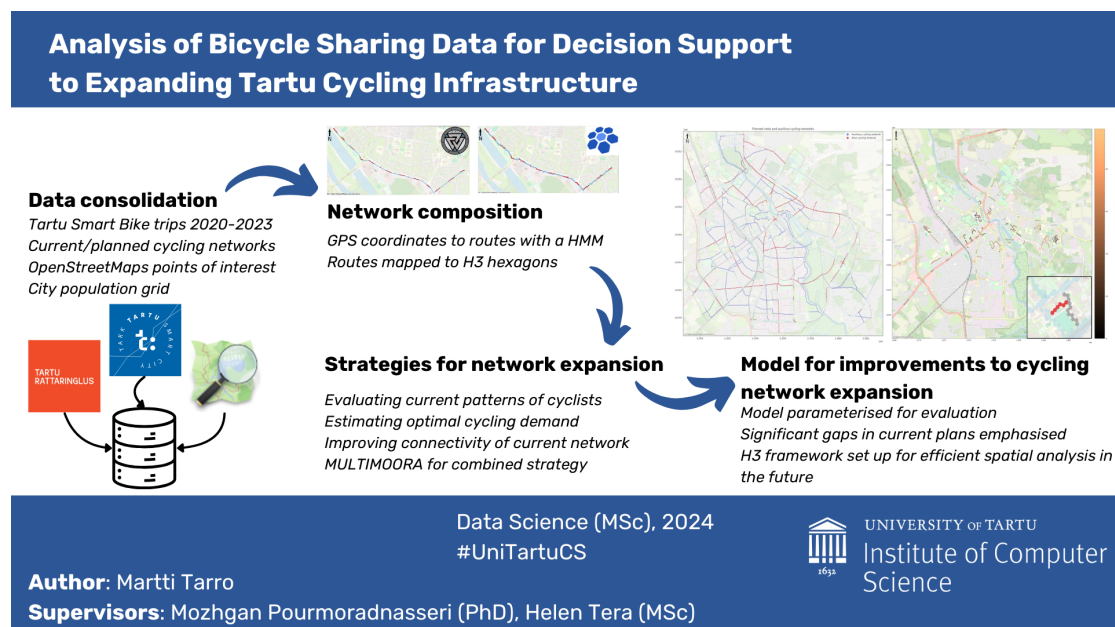 Analysis of Bicycle Sharing Data for Decision Support
to Expanding Tartu Cycling Infrastructure
Data consolidation
Tartu Smart Bike trips 2020-2023
Current/planned cycling networks
OpenStreetMaps points of interest
City population grid
TARTU
RATTARINGLUS
TARK TARTU SMART CITY
t:
Network composition
GPS coordinates to routes with a HMM
Routes mapped to H3 hexagons
Strategies for network expansion
Evaluating current patterns of cyclists
Estimating optimal cycling demand
Improving connectivity of current network
MULTIMOORA for combined strategy
Model for improvements to cycling
network expansion
Model parameterised for evaluation
Significant gaps in current plans emphasised
H3 framework set up for efficient spatial analysis in
the future
Data Science (MSc), 2024
#UniTartuCS
Author: Martti Tarro
Supervisors: Mozhgan Pourmoradnasseri (PhD), Helen Tera (MSc)
1632
UNIVERSITY OF TARTU
Institute of Computer
Science